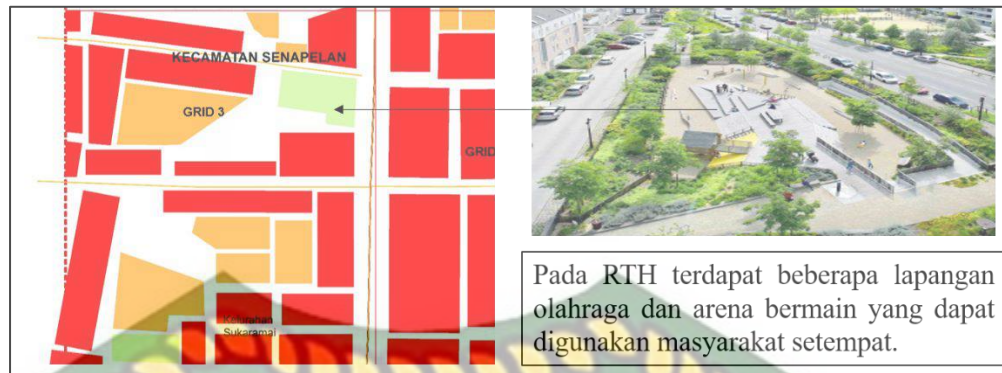 KECAMATAN SENAPELAN
GRID 3
GRID
Kelurahan
Sukaramai
Pada RTH terdapat beberapa lapangan
olahraga dan arena bermain yang dapat
digunakan masyarakat setempat.